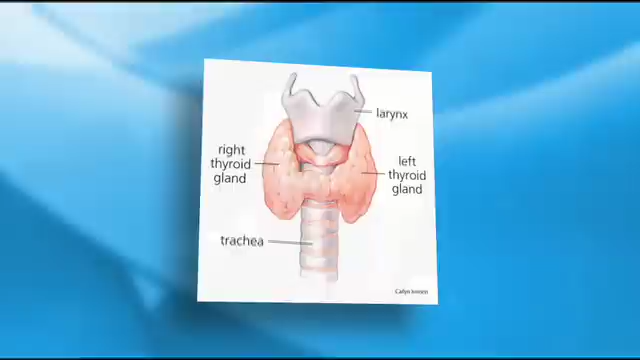 larynx
right
thyroid
gland
left
thyroid
gland
trachea